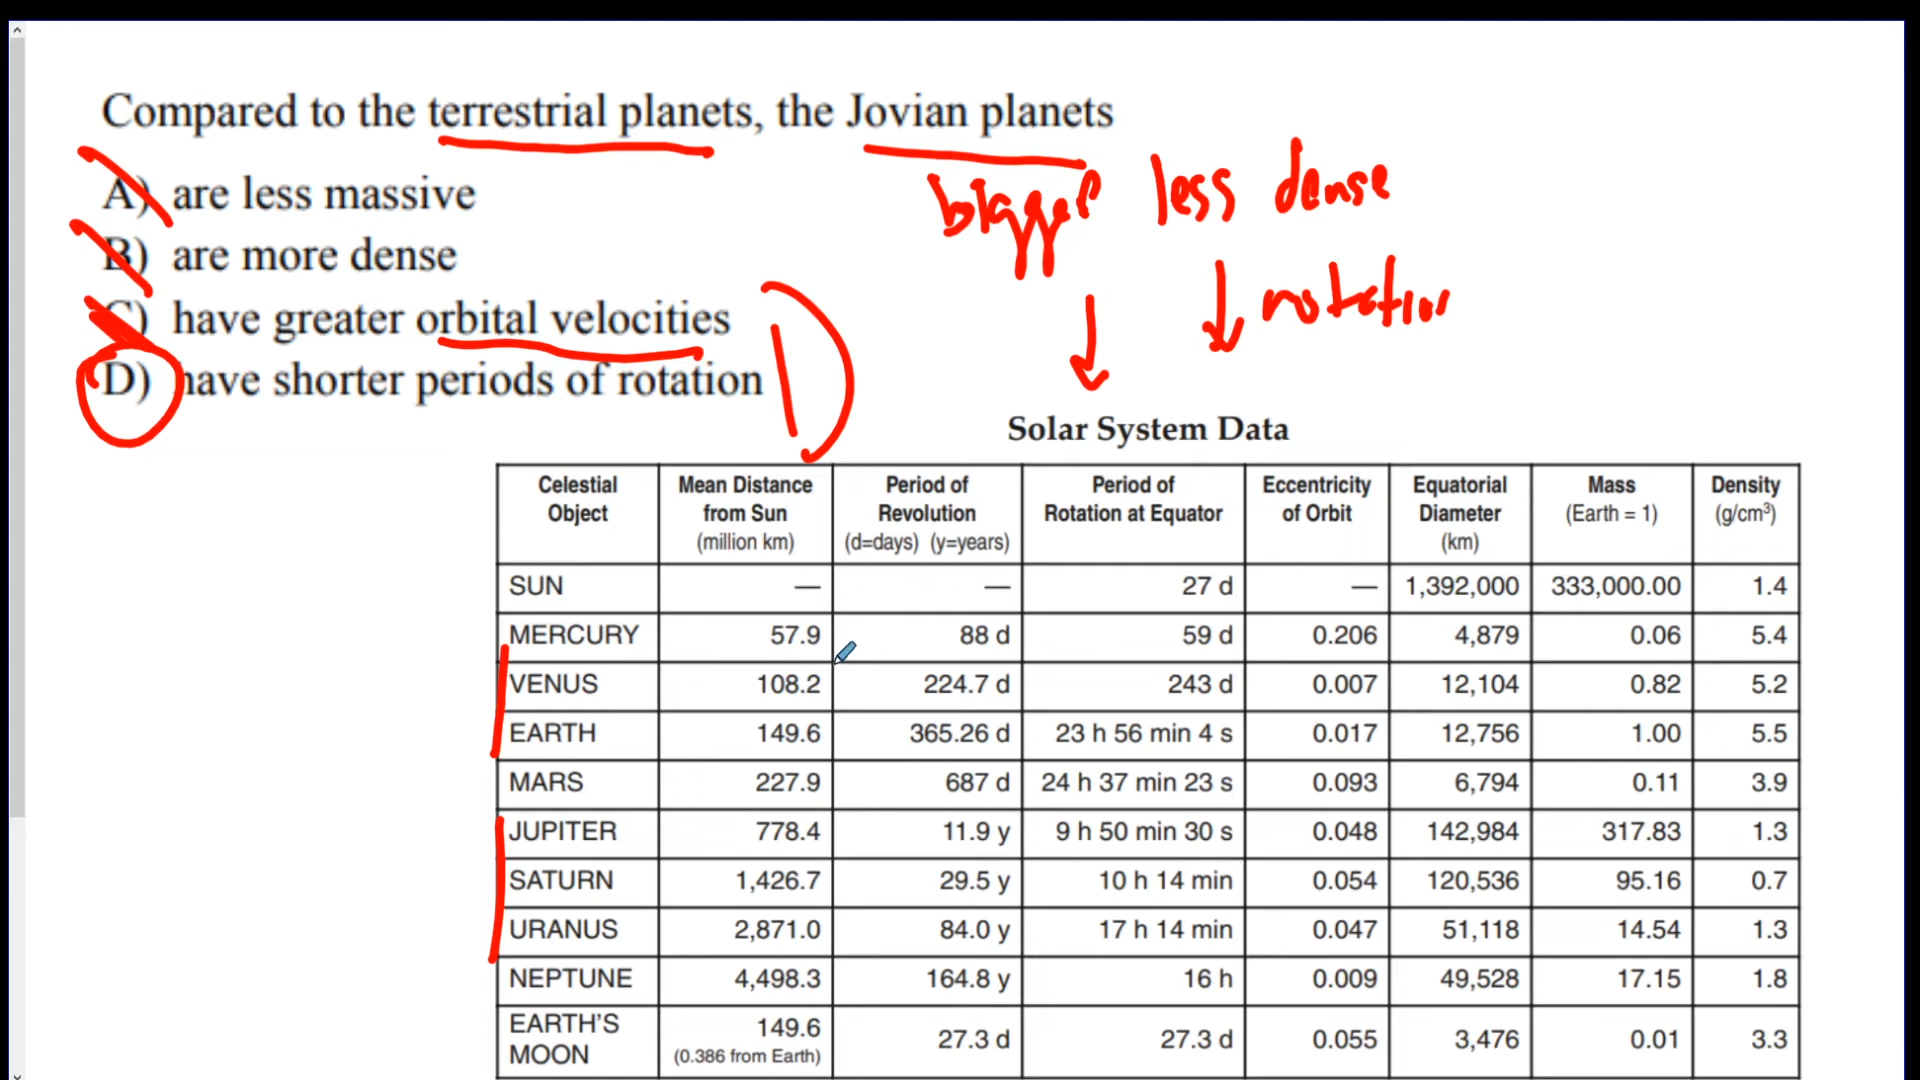 Compared to the terrestrial planets, the Jovian planets
A) are less massive
bigger less dense
B) are more dense
C) have greater orbital velocities
rotation
D) have shorter periods of rotation
Solar System Data
Celestial Object Mean Distance from Sun (million km) Period of Revolution (d=days) (y=years) Period of Rotation at Equator Eccentricity of Orbit Equatorial Diameter (km) Mass (Earth = 1) Density (g/cm³)
SUN — — 27 d — 1,392,000 333,000.00 1.4
MERCURY 57.9 88 d 59 d 0.206 4,879 0.06 5.4
VENUS 108.2 224.7 d 243 d 0.007 12,104 0.82 5.2
EARTH 149.6 365.26 d 23 h 56 min 4 s 0.017 12,756 1.00 5.5
MARS 227.9 687 d 24 h 37 min 23 s 0.093 6,794 0.11 3.9
JUPITER 778.4 11.9 y 9 h 50 min 30 s 0.048 142,984 317.83 1.3
SATURN 1,426.7 29.5 y 10 h 14 min 0.054 120,536 95.16 0.7
URANUS 2,871.0 84.0 y 17 h 14 min 0.047 51,118 14.54 1.3
NEPTUNE 4,498.3 164.8 y 16 h 0.009 49,528 17.15 1.8
EARTH'S MOON 149.6 (0.386 from Earth) 27.3 d 27.3 d 0.055 3,476 0.01 3.3